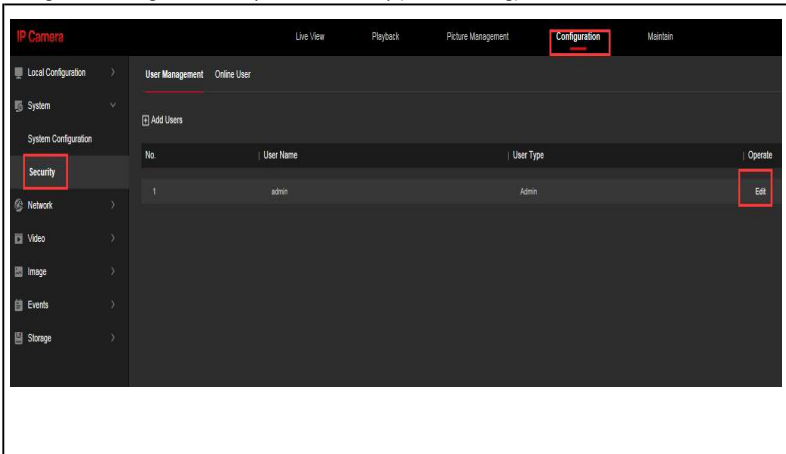 IP Camera
Live View Playback Picture Management Configuration Maintain
Local Configuration
User Management Online User
System
Add Users
System Configuration
No. User Name User Type Operate
Security
1 admin Admin Edit
Network
Video
Image
Events
Storage